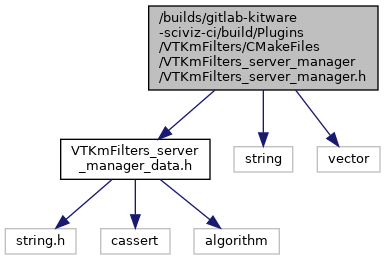 /builds/gitlab-kitware
-sciviz-ci/build/Plugins
/VTKmFilters/CMakeFiles
/VTKmFilters_server_manager
/VTKmFilters_server_manager.h
VTKmFilters_server
_manager_data.h
string
vector
string.h
cassert
algorithm